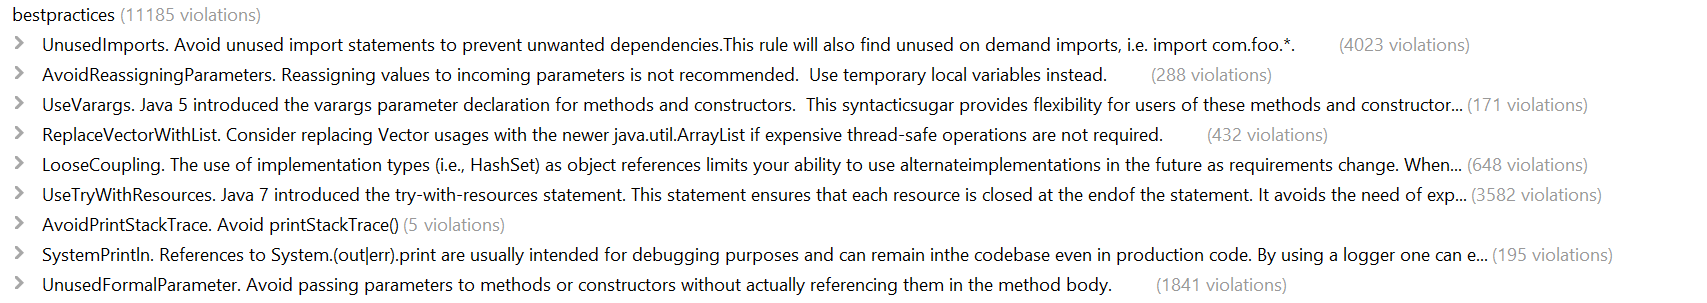 bestpractices (11185 violations)
UnusedImports. Avoid unused import statements to prevent unwanted dependencies.This rule will also find unused on demand imports, i.e. import com.foo.*. (4023 violations)
AvoidReassigningParameters. Reassigning values to incoming parameters is not recommended.  Use temporary local variables instead. (288 violations)
UseVarargs. Java 5 introduced the varargs parameter declaration for methods and constructors.  This syntacticsugar provides flexibility for users of these methods and constructor... (171 violations)
ReplaceVectorWithList. Consider replacing Vector usages with the newer java.util.ArrayList if expensive thread-safe operations are not required. (432 violations)
LooseCoupling. The use of implementation types (i.e., HashSet) as object references limits your ability to use alternateimplementations in the future as requirements change. When... (648 violations)
UseTryWithResources. Java 7 introduced the try-with-resources statement. This statement ensures that each resource is closed at the endof the statement. It avoids the need of exp... (3582 violations)
AvoidPrintStackTrace. Avoid printStackTrace() (5 violations)
SystemPrintln. References to System.(out|err).print are usually intended for debugging purposes and can remain inthe codebase even in production code. By using a logger one can e... (195 violations)
UnusedFormalParameter. Avoid passing parameters to methods or constructors without actually referencing them in the method body. (1841 violations)